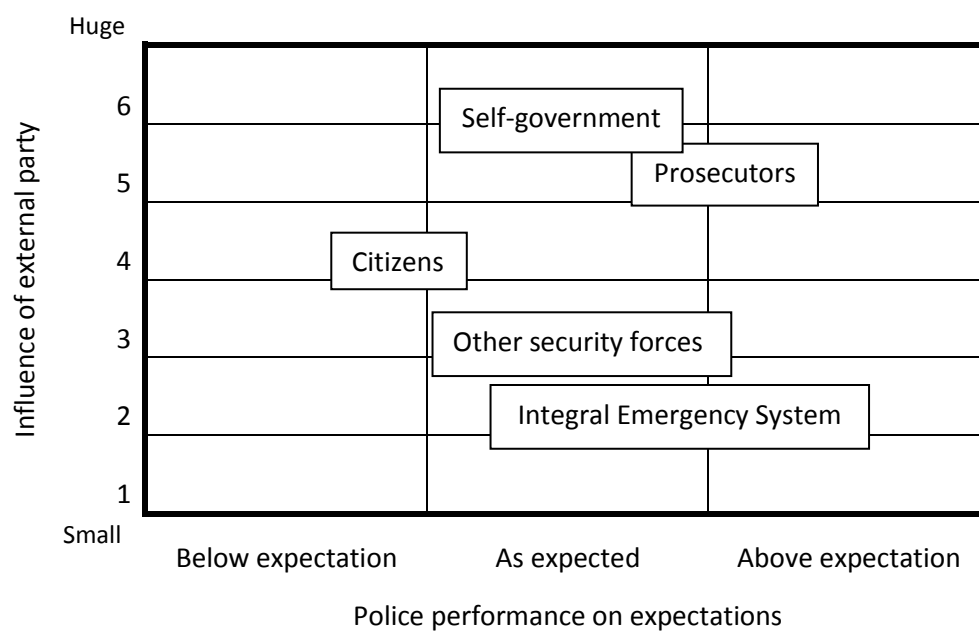 Huge
6
Self-government
5
Prosecutors
4
Citizens
3
Other security forces
2
Integral Emergency System
1
Small
Influence of external party
Below expectation
As expected
Above expectation
Police performance on expectations